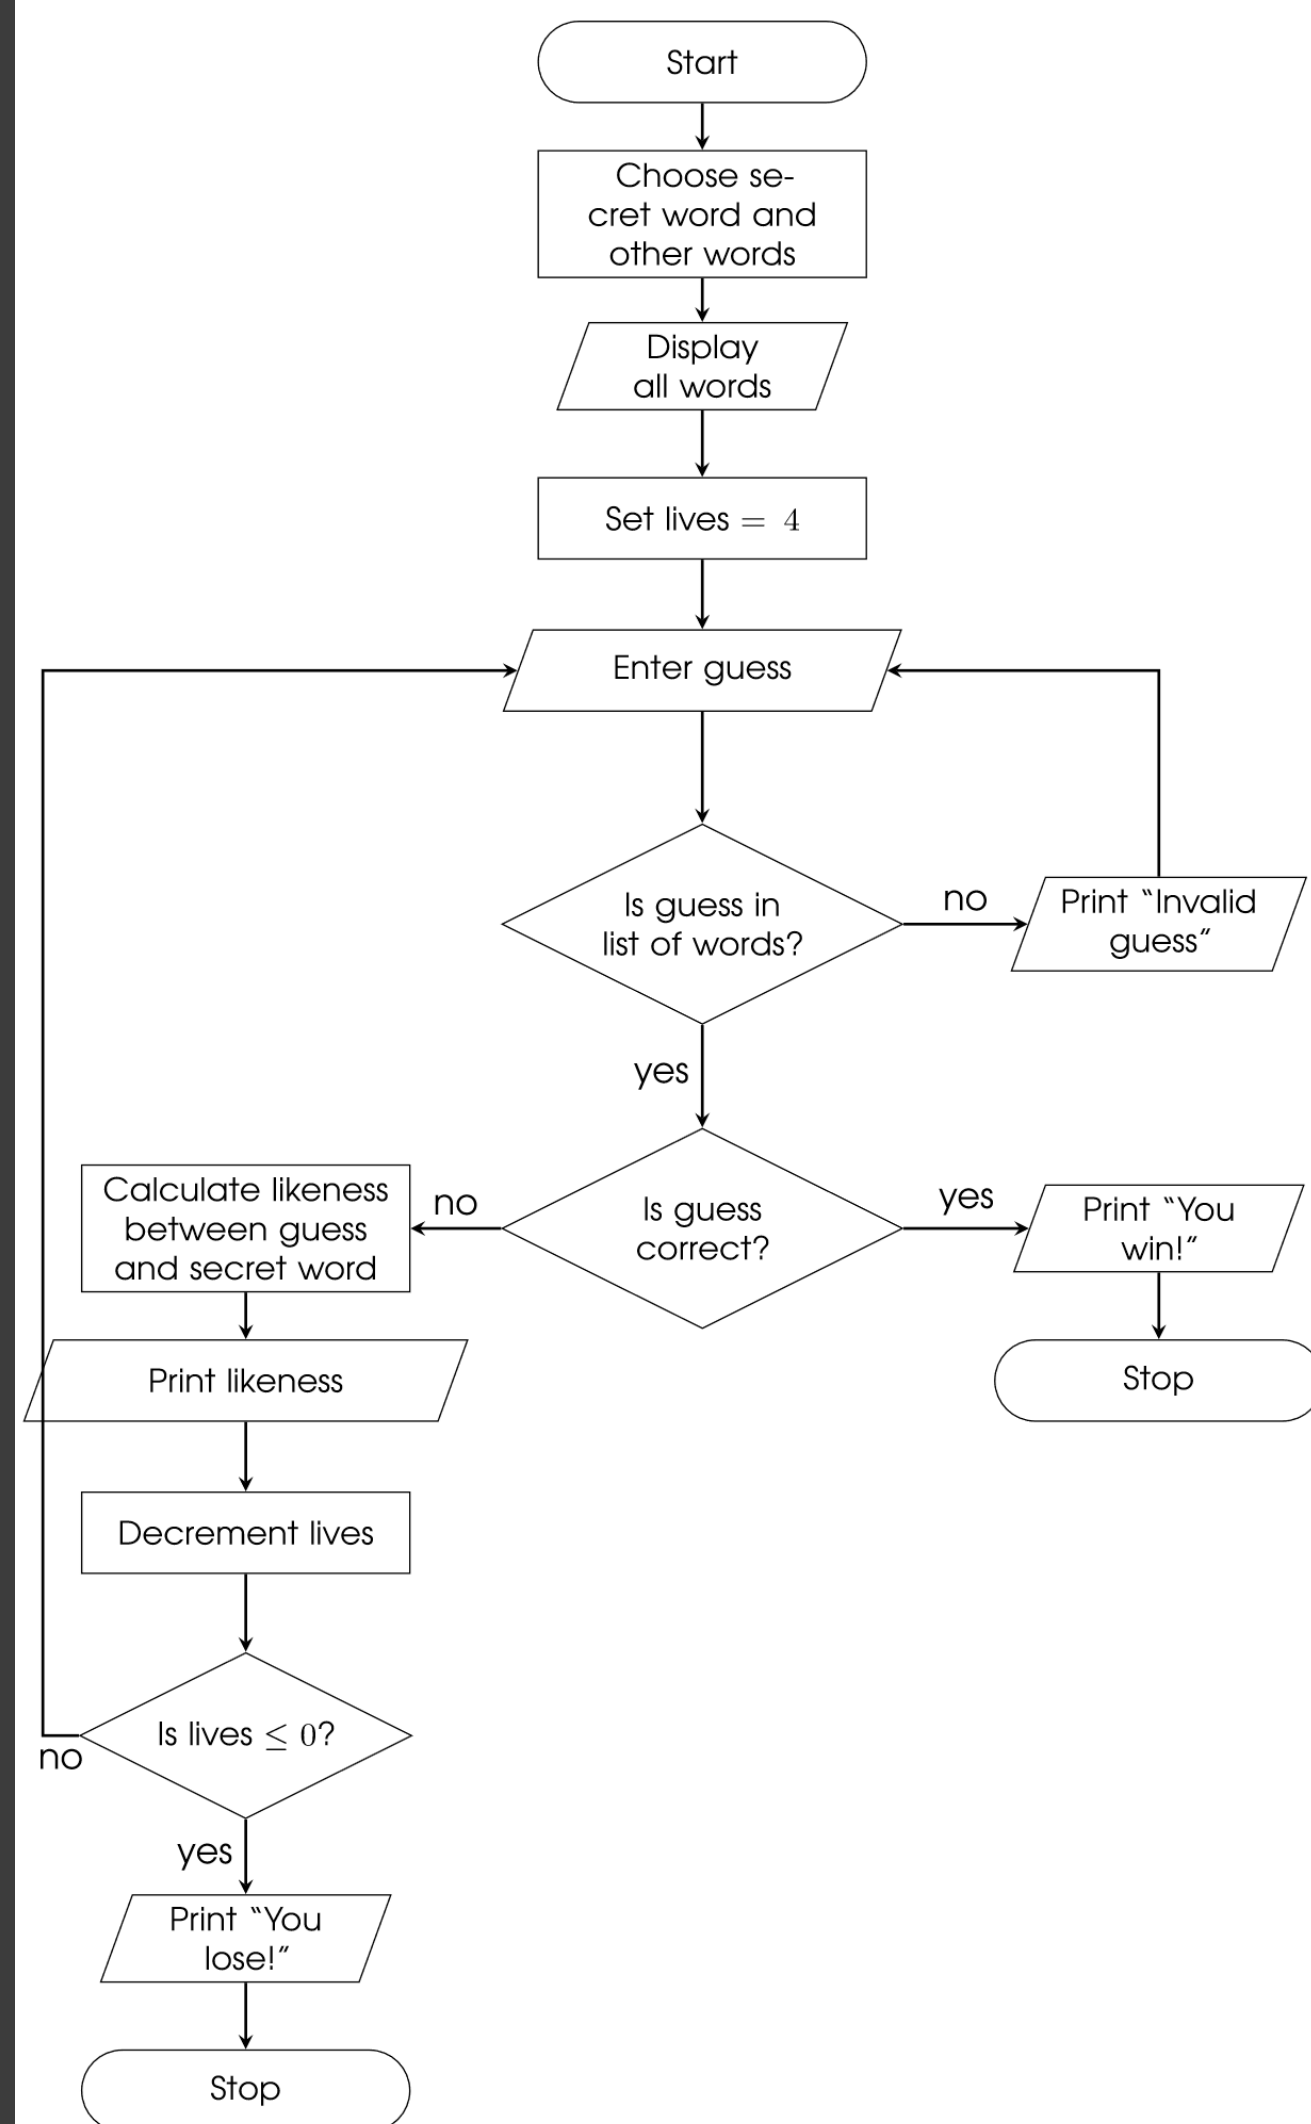 Start
Choose se-
cret word and
other words
Display
all words
Set lives = 4
Enter guess
Is guess in
list of words?
no
Print “Invalid
guess”
yes
Is guess
correct?
yes
Print “You
win!”
Stop
no
Calculate likeness
between guess
and secret word
Print likeness
Decrement lives
Is lives ≤ 0?
no
yes
Print “You
lose!”
Stop